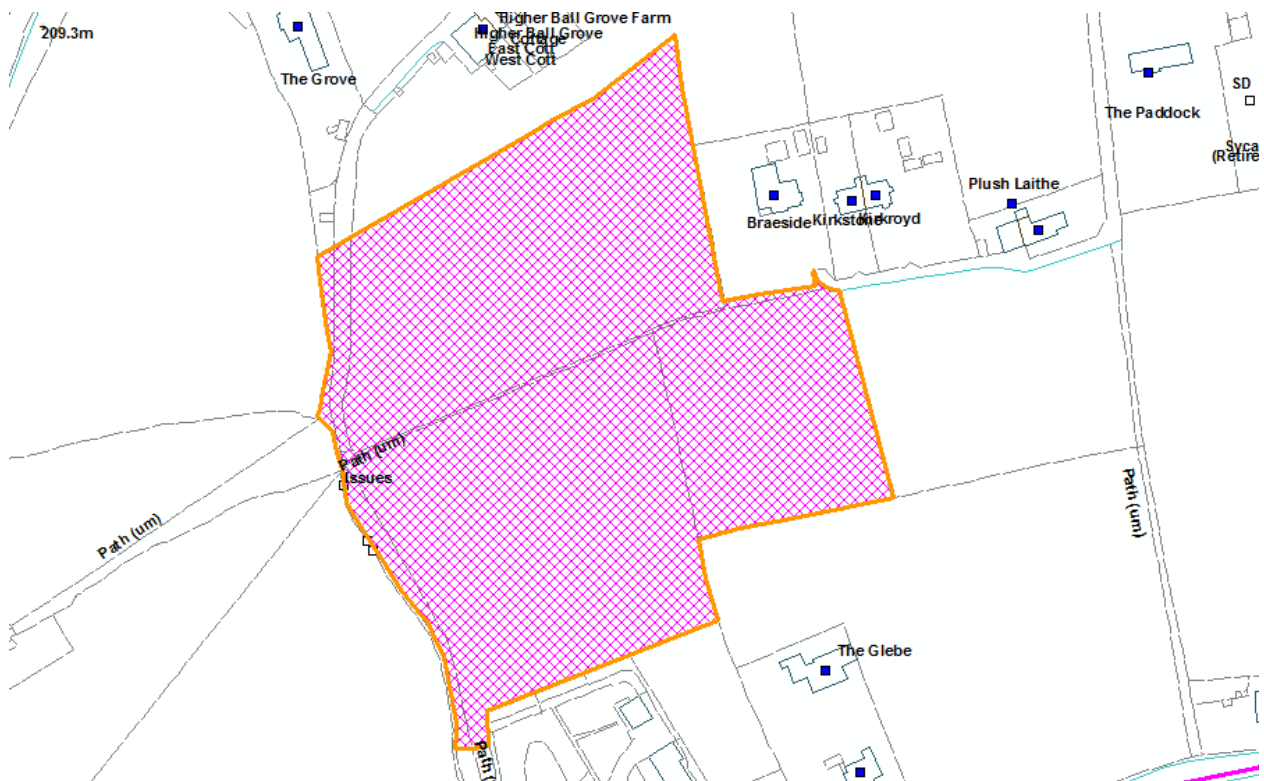 Higher Ball Grove Farm
209.3m
Higher Ball Grove
Cottage
East Cott
West Cott
The Grove
SD
The Paddock
Syca
(Retire
Plush Laithe
Braeside
Kirkstone
Kirkroyd
Path (um)
Issues
Path (um)
Path (um)
The Glebe
Path (